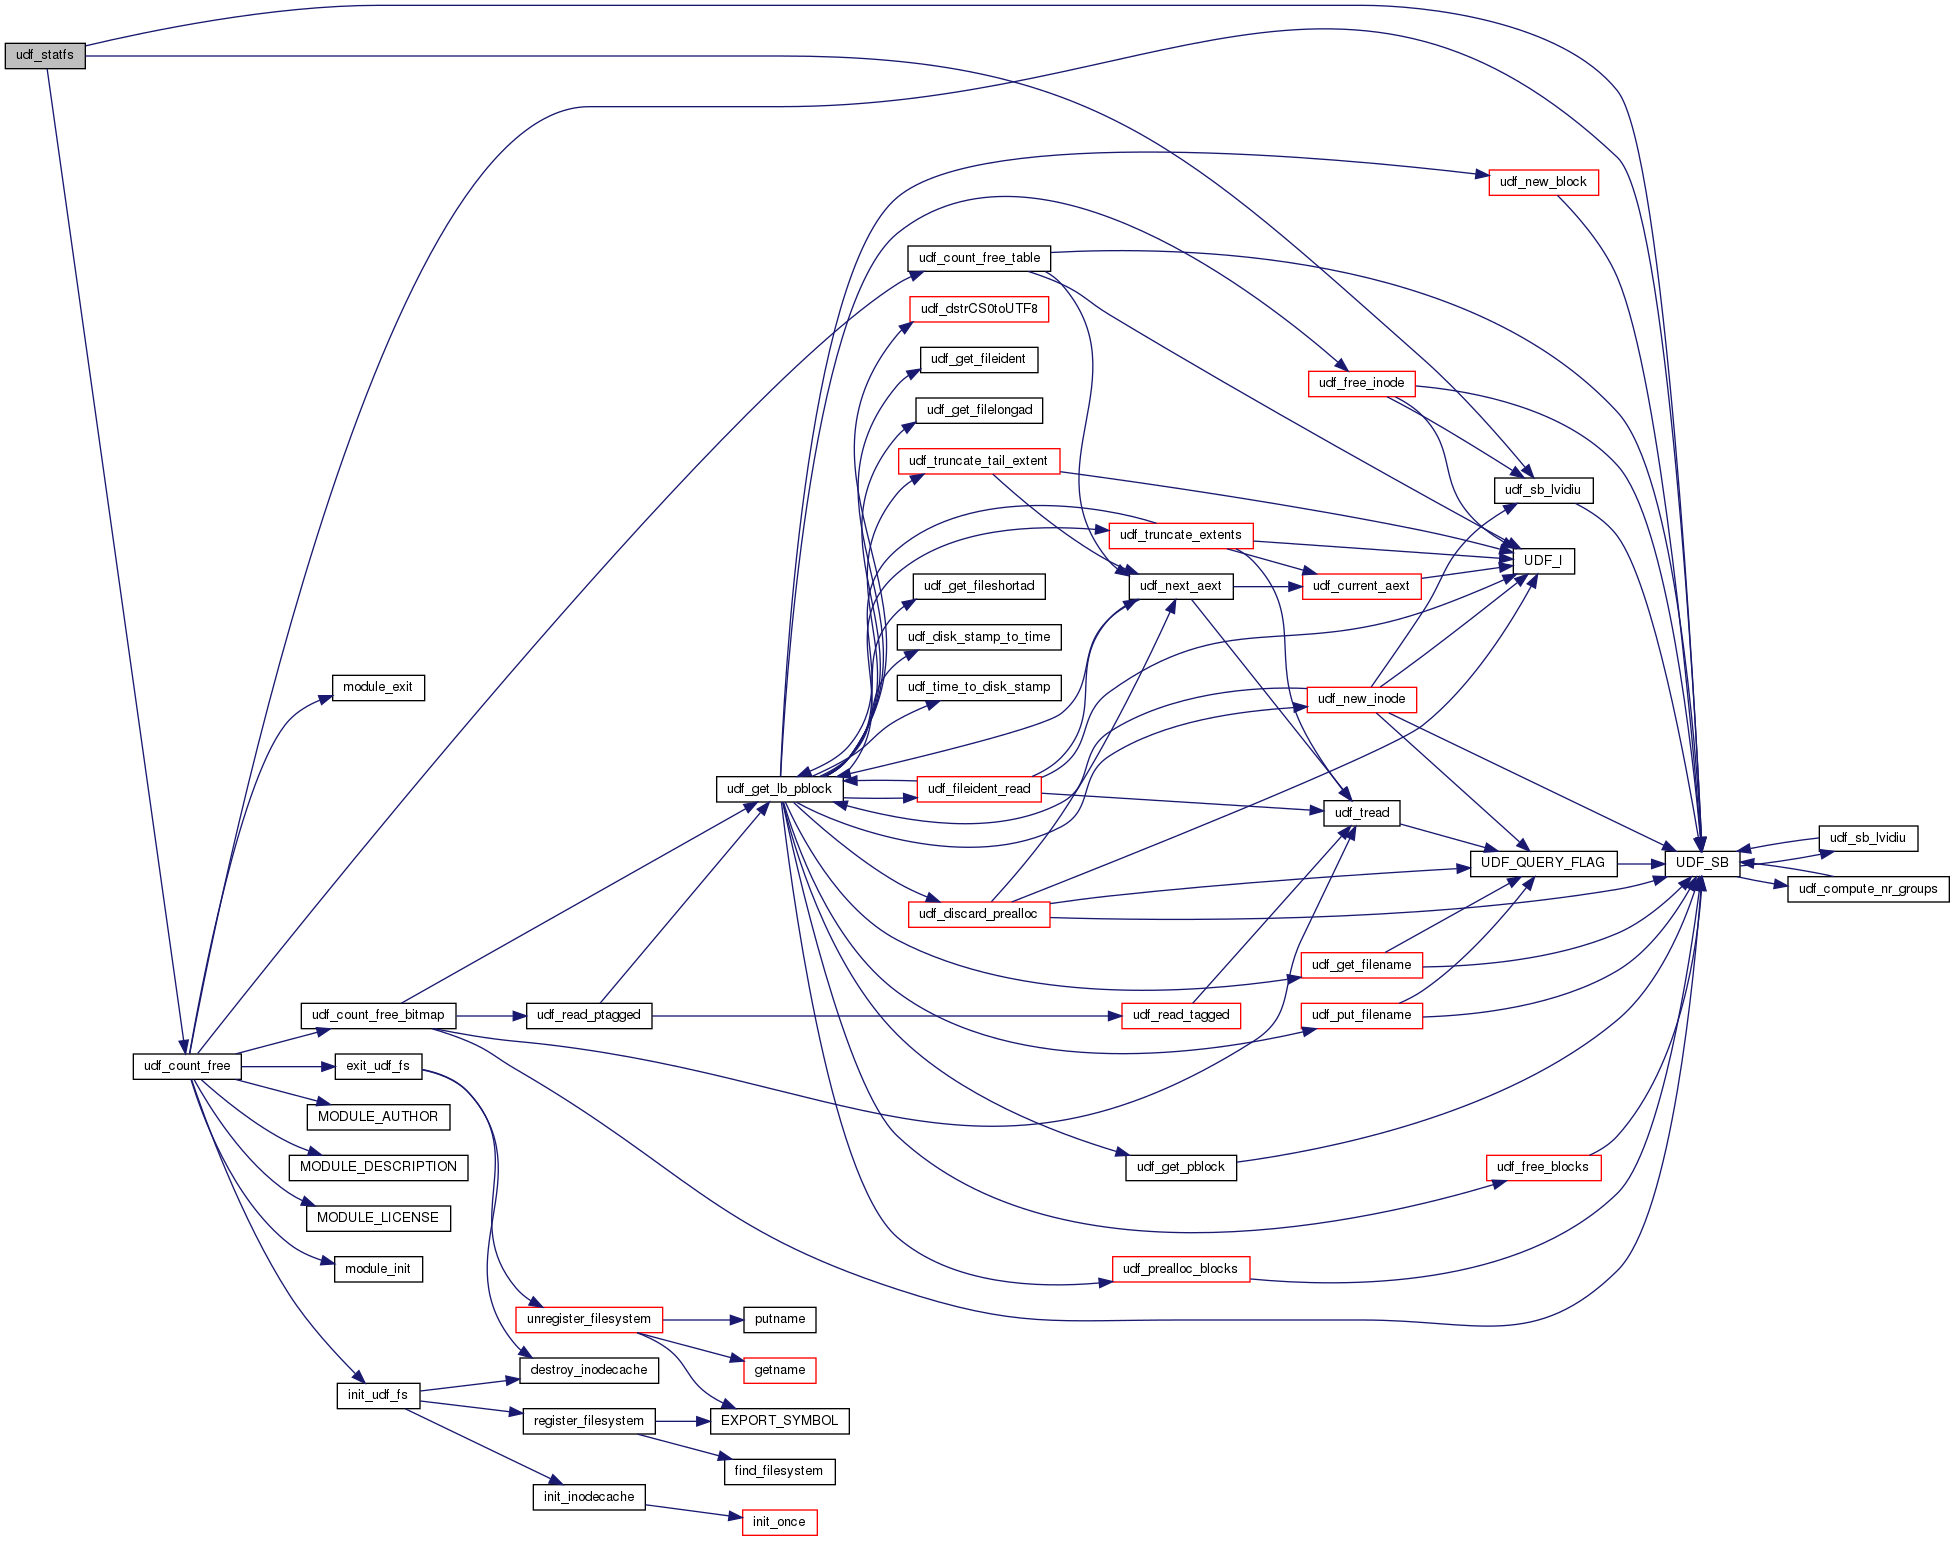 udf_statfs
udf_new_block
udf_count_free_table
udf_dstrCS0toUTF8
udf_get_fileident
udf_free_inode
udf_get_filelongad
udf_truncate_tail_extent
udf_sb_lvidiu
udf_truncate_extents
UDF_I
udf_get_fileshortad
udf_next_aext
udf_current_aext
udf_disk_stamp_to_time
module_exit
udf_time_to_disk_stamp
udf_new_inode
udf_get_lb_pblock
udf_fileident_read
udf_tread
udf_sb_lvidiu
UDF_QUERY_FLAG
UDF_SB
udf_compute_nr_groups
udf_discard_prealloc
udf_get_filename
udf_count_free_bitmap
udf_read_ptagged
udf_read_tagged
udf_put_filename
udf_count_free
exit_udf_fs
MODULE_AUTHOR
MODULE_DESCRIPTION
udf_get_pblock
udf_free_blocks
MODULE_LICENSE
module_init
udf_prealloc_blocks
unregister_filesystem
putname
destroy_inodecache
getname
init_udf_fs
register_filesystem
EXPORT_SYMBOL
find_filesystem
init_inodecache
init_once